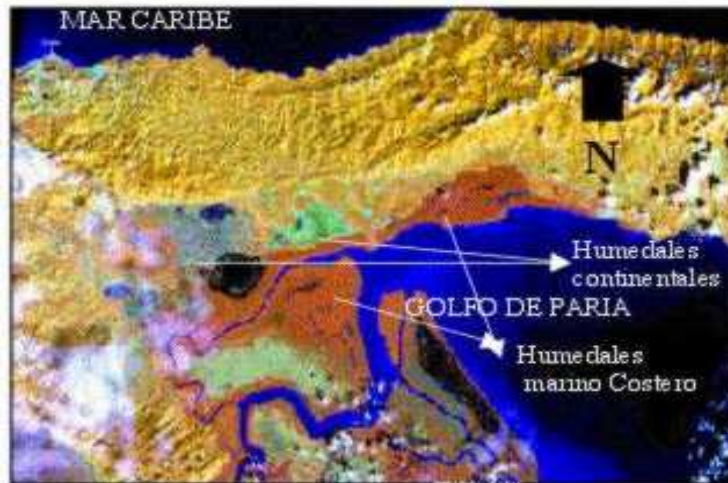 MAR CARIBE
N
Humedales
continentales
GOLFO DE PARIA
Humedales
marino Costero